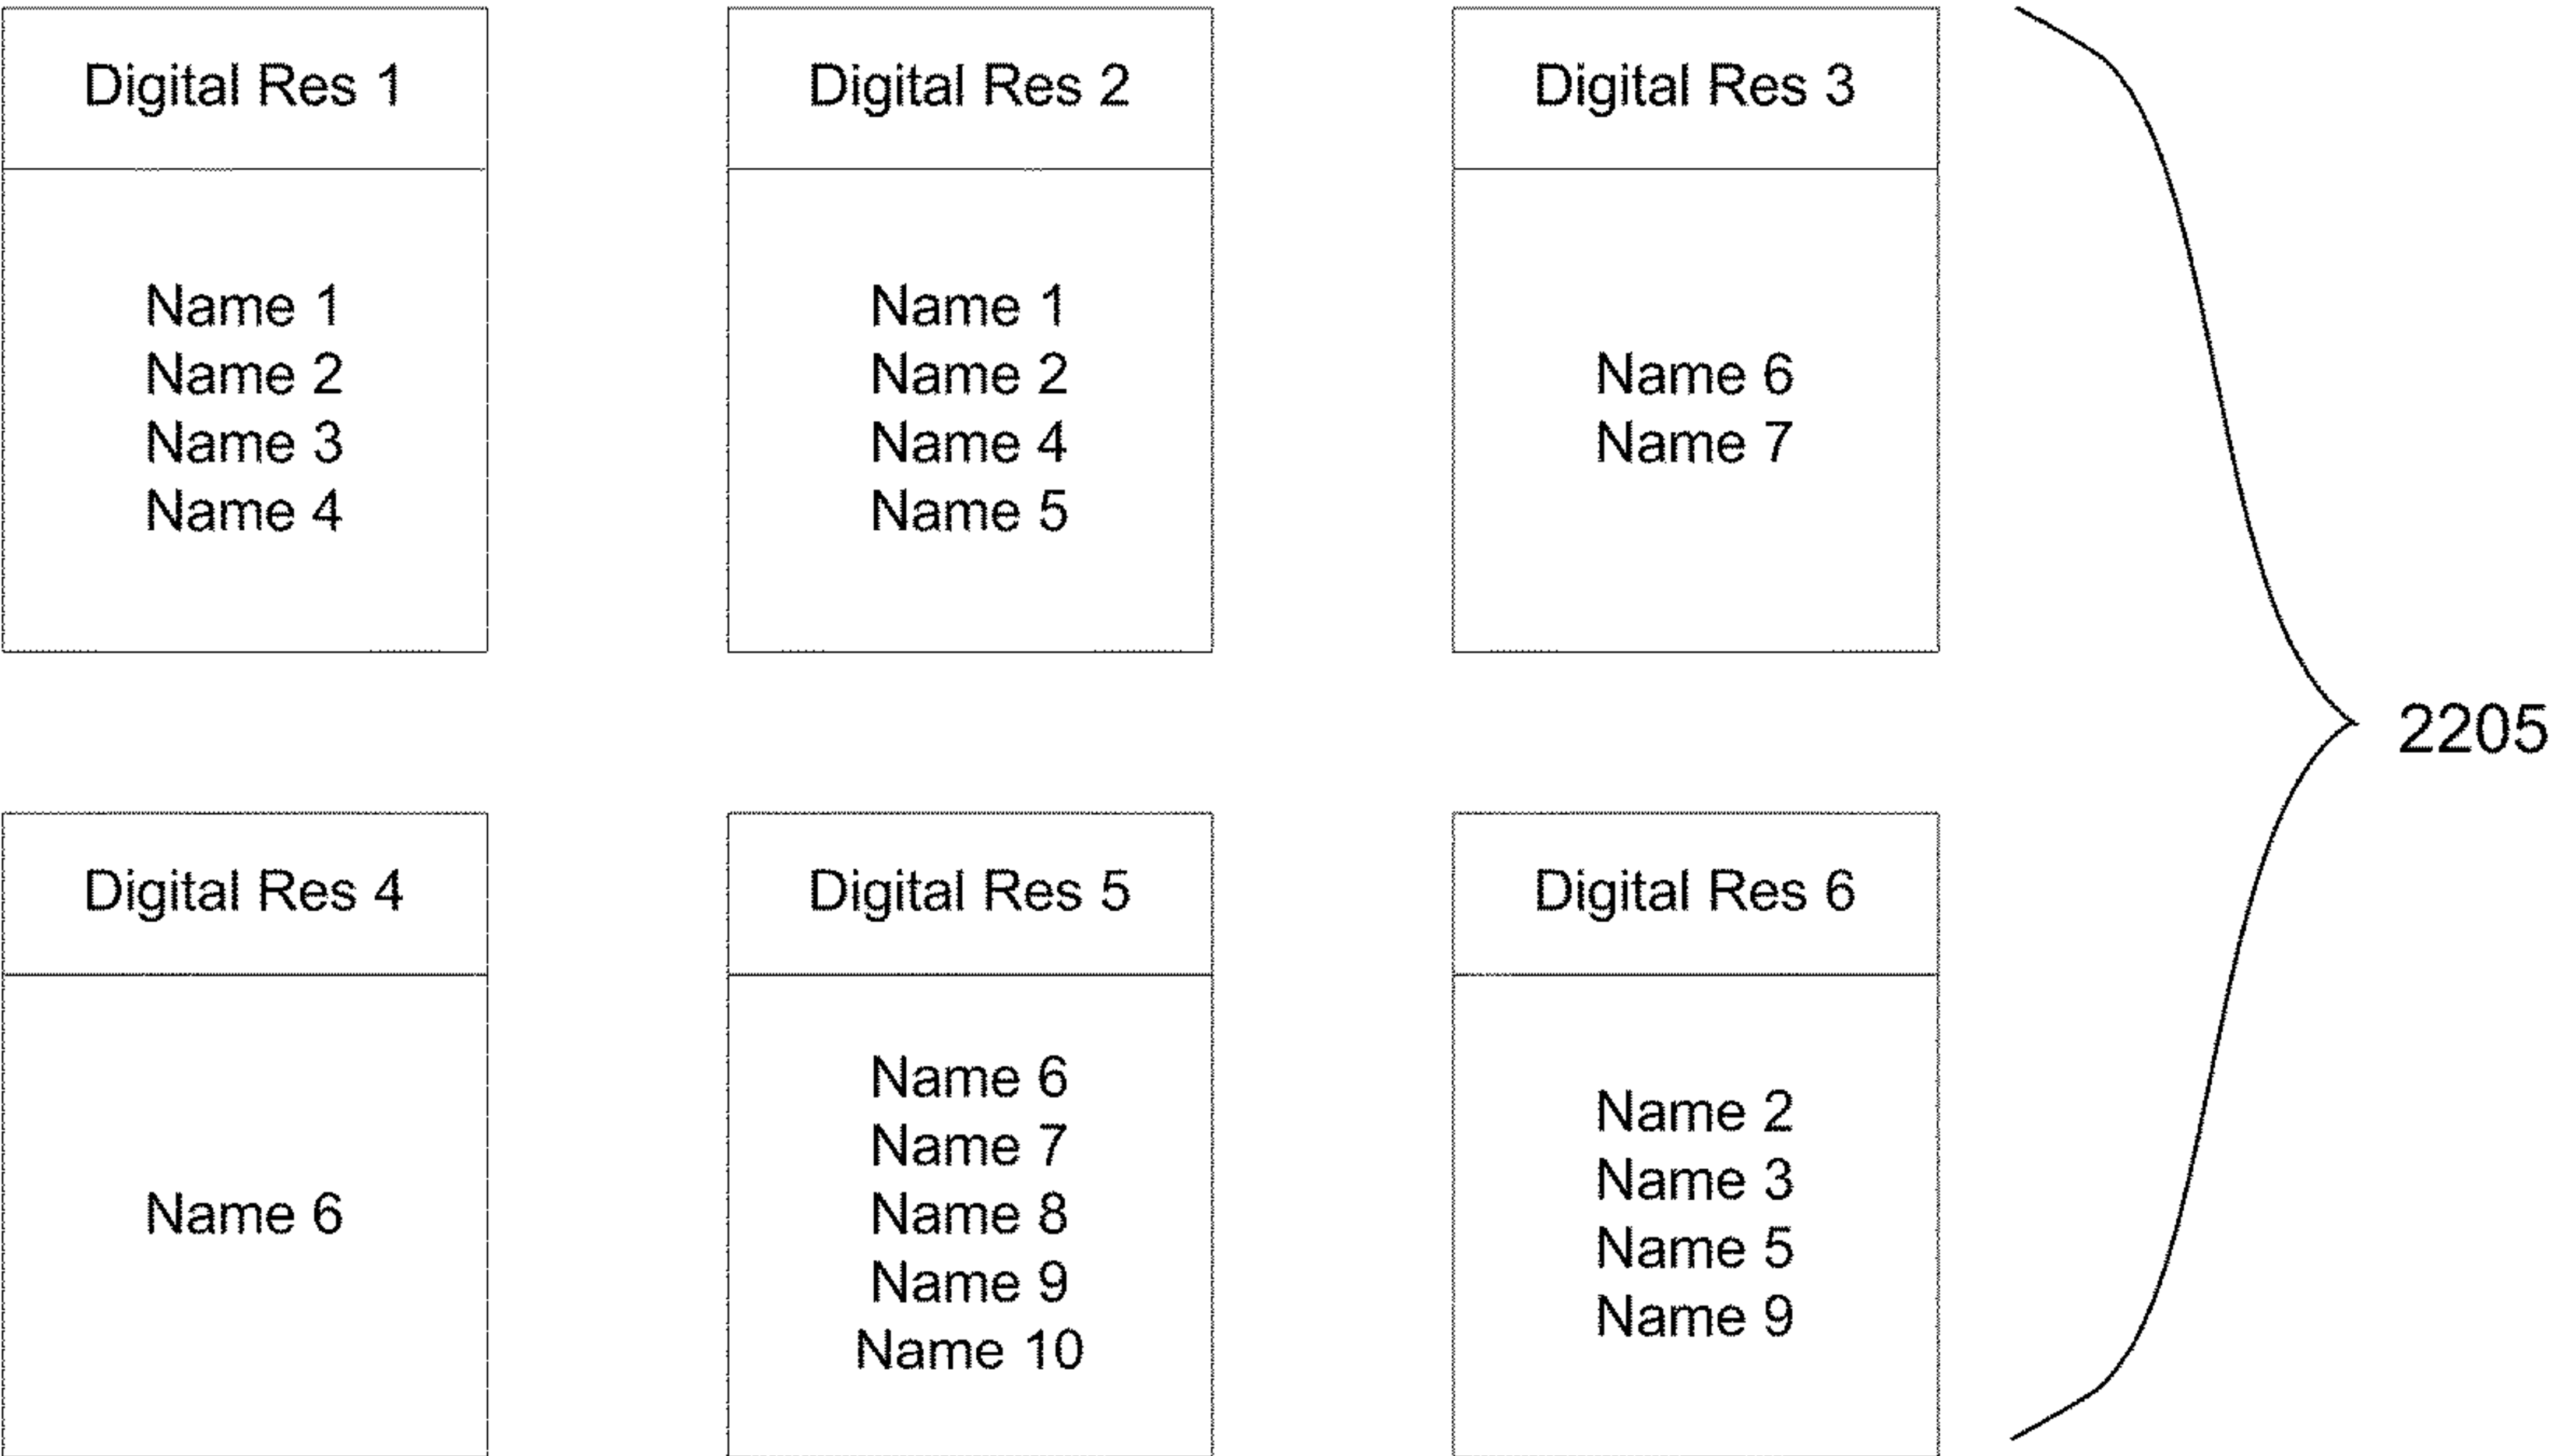 Digital Res 1
Name 1
Name 2
Name 3
Name 4
Digital Res 2
Name 1
Name 2
Name 4
Name 5
Digital Res 3
Name 6
Name 7
2205
Digital Res 4
Name 6
Digital Res 5
Name 6
Name 7
Name 8
Name 9
Name 10
Digital Res 6
Name 2
Name 3
Name 5
Name 9